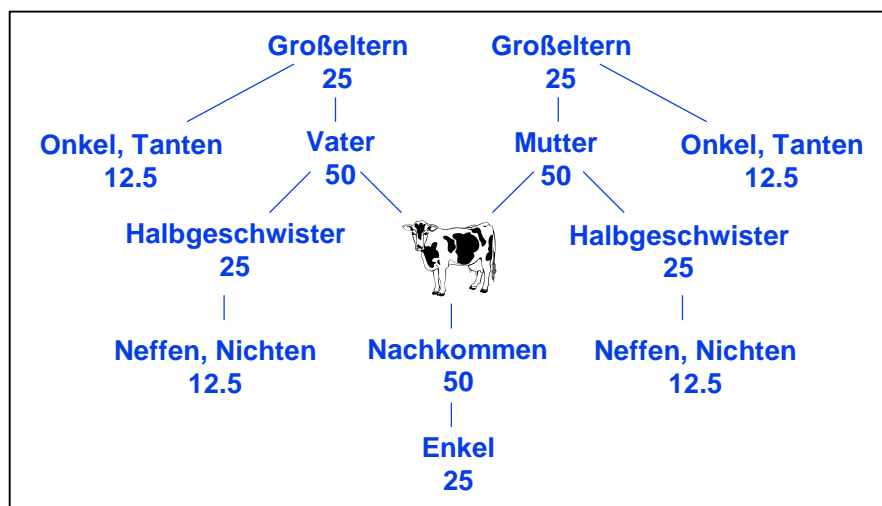 Großeltern
25
Großeltern
25
Onkel, Tanten
12.5
Vater
50
Mutter
50
Onkel, Tanten
12.5
Halbgeschwister
25
Halbgeschwister
25
Neffen, Nichten
12.5
Nachkommen
50
Neffen, Nichten
12.5
Enkel
25